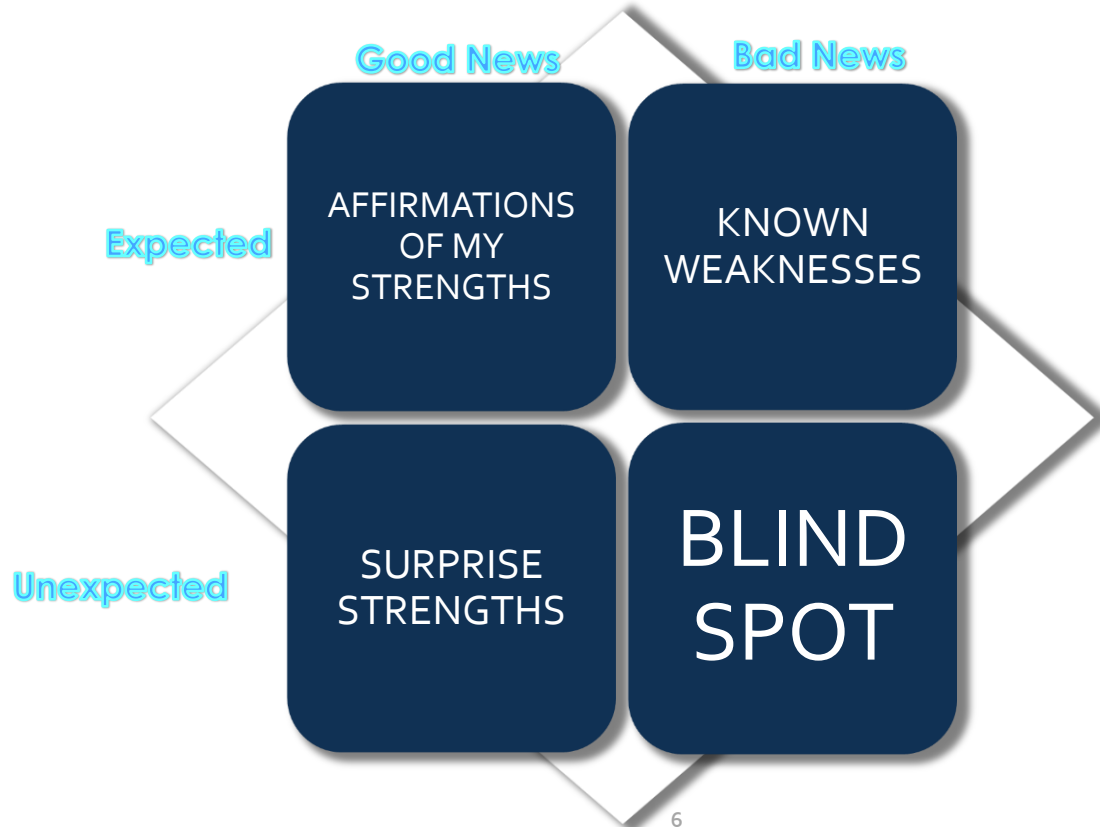 Good News
Bad News
Expected
AFFIRMATIONS
OF MY
STRENGTHS
KNOWN
WEAKNESSES
Unexpected
SURPRISE
STRENGTHS
BLIND
SPOT
6